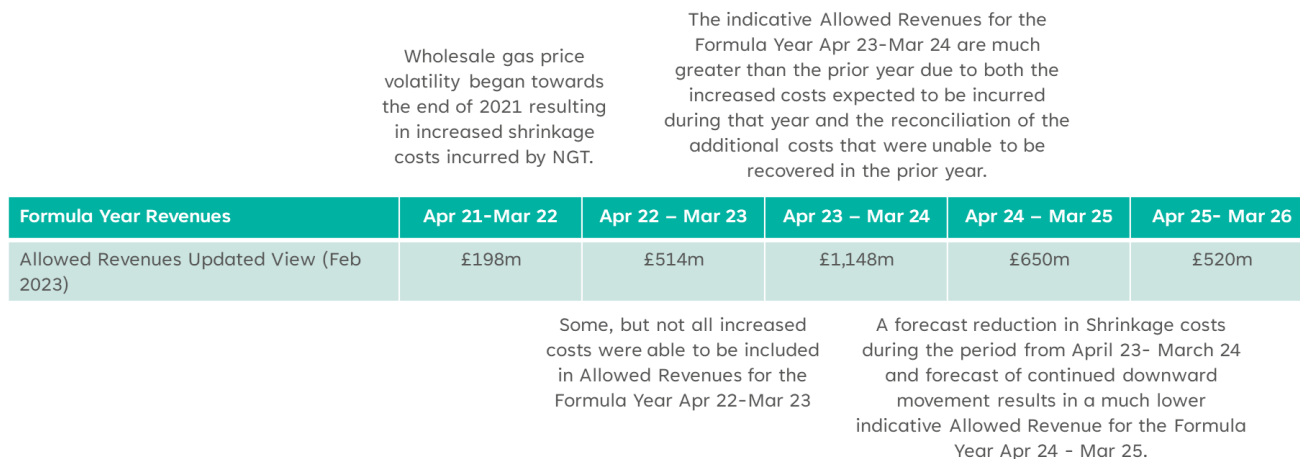 Wholesale gas price
volatility began towards
the end of 2021 resulting
in increased shrinkage
costs incurred by NGT.
The indicative Allowed Revenues for the
Formula Year Apr 23-Mar 24 are much
greater than the prior year due to both the
increased costs expected to be incurred
during that year and the reconciliation of the
additional costs that were unable to be
recovered in the prior year.
Formula Year Revenues Apr 21-Mar 22 Apr 22 – Mar 23 Apr 23 – Mar 24 Apr 24 – Mar 25 Apr 25- Mar 26
Allowed Revenues Updated View (Feb
2023) £198m £514m £1,148m £650m £520m
Some, but not all increased
costs were able to be included
in Allowed Revenues for the
Formula Year Apr 22-Mar 23
A forecast reduction in Shrinkage costs
during the period from April 23- March 24
and forecast of continued downward
movement results in a much lower
indicative Allowed Revenue for the Formula
Year Apr 24 - Mar 25.